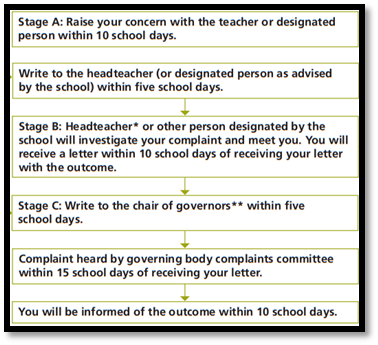 Stage A: Raise your concern with the teacher or designated
person within 10 school days.
Write to the headteacher (or designated person as advised
by the school) within five school days.
Stage B: Headteacher* or other person designated by the
school will investigate your complaint and meet you. You will
receive a letter within 10 school days of receiving your letter
with the outcome.
Stage C: Write to the chair of governors** within five
school days.
Complaint heard by governing body complaints committee
within 15 school days of receiving your letter.
You will be informed of the outcome within 10 school days.